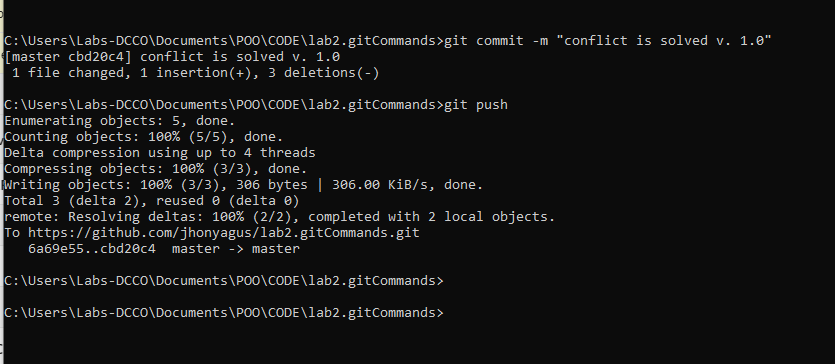 C:\Users\Labs-DCCO\Documents\POO\CODE\lab2.gitCommands>git commit -m "conflict is solved v. 1.0"
[master cbd20c4] conflict is solved v. 1.0
 1 file changed, 1 insertion(+), 3 deletions(-)
C:\Users\Labs-DCCO\Documents\POO\CODE\lab2.gitCommands>git push
Enumerating objects: 5, done.
Counting objects: 100% (5/5), done.
Delta compression using up to 4 threads
Compressing objects: 100% (3/3), done.
Writing objects: 100% (3/3), 306 bytes | 306.00 KiB/s, done.
Total 3 (delta 2), reused 0 (delta 0)
remote: Resolving deltas: 100% (2/2), completed with 2 local objects.
To https://github.com/jhonyagus/lab2.gitCommands.git
   6a69e55..cbd20c4  master -> master
C:\Users\Labs-DCCO\Documents\POO\CODE\lab2.gitCommands>
C:\Users\Labs-DCCO\Documents\POO\CODE\lab2.gitCommands>